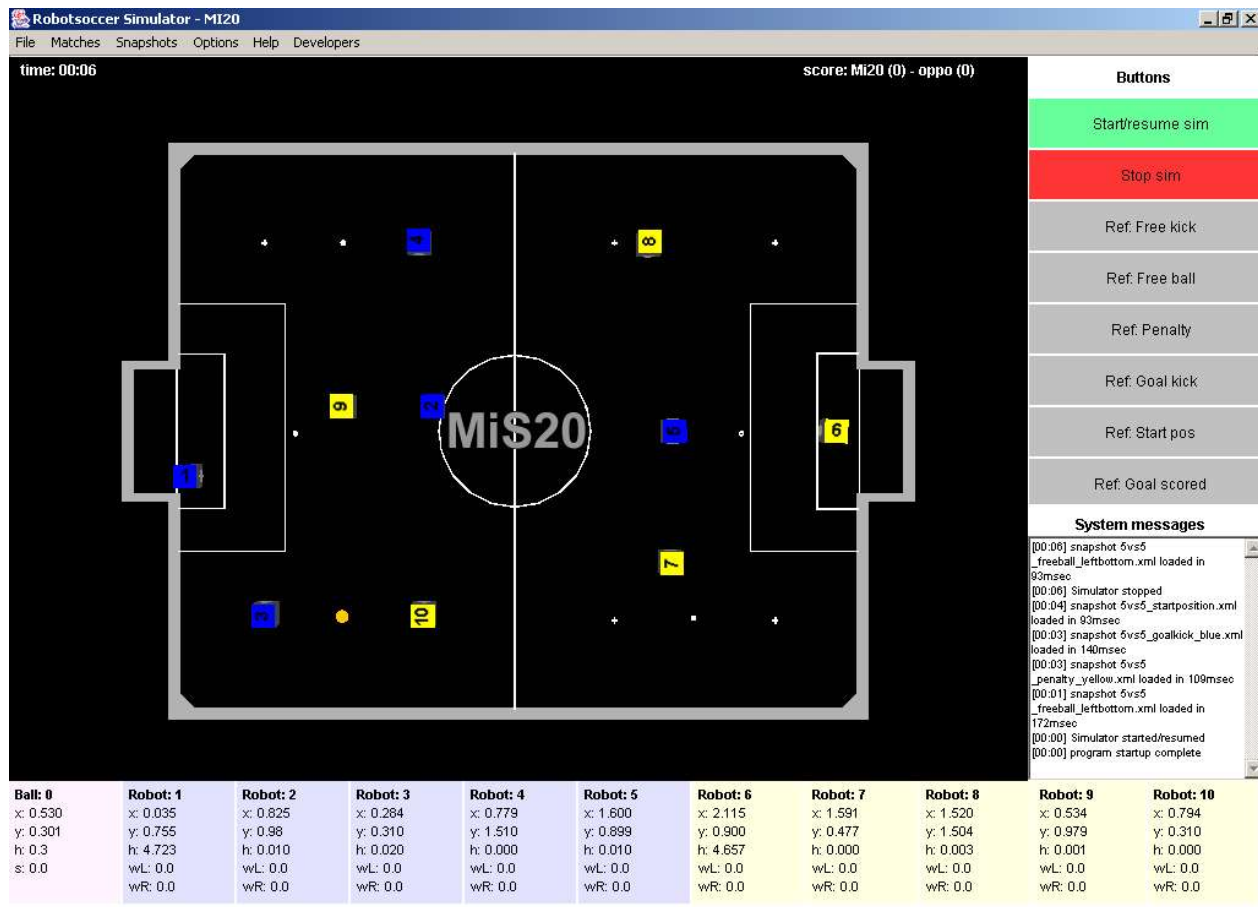 Robotsoccer Simulator - MI20
File Matches Snapshots Options Help Developers
time: 00:06
score: Mi20 (0) - oppo (0)
4
8
9
2
MiS20
5
6
1
7
3
10
Buttons
Start/resume sim
Stop sim
Ref: Free kick
Ref: Free ball
Ref: Penalty
Ref: Goal kick
Ref: Start pos
Ref: Goal scored
System messages
[00:06] snapshot 5vs5
_freeball_leftbottom.xml loaded in
93msec
[00:06] Simulator stopped
[00:04] snapshot 5vs5_startposition.xml
loaded in 93msec
[00:03] snapshot 5vs5_goalkick_blue.xml
loaded in 140msec
[00:03] snapshot 5vs5
_penalty_yellow.xml loaded in 109msec
[00:01] snapshot 5vs5
_freeball_leftbottom.xml loaded in
172msec
[00:00] Simulator started/resumed
[00:00] program startup complete
Ball: 0 Robot: 1 Robot: 2 Robot: 3 Robot: 4 Robot: 5 Robot: 6 Robot: 7 Robot: 8 Robot: 9 Robot: 10
x: 0.530 x: 0.035 x: 0.825 x: 0.284 x: 0.779 x: 1.600 x: 2.115 x: 1.591 x: 1.520 x: 0.534 x: 0.794
y: 0.301 y: 0.755 y: 0.98 y: 0.310 y: 1.510 y: 0.899 y: 0.900 y: 0.477 y: 1.504 y: 0.979 y: 0.310
h: 0.3 h: 4.723 h: 0.010 h: 0.020 h: 0.000 h: 0.010 h: 4.657 h: 0.000 h: 0.003 h: 0.001 h: 0.000
s: 0.0 wL: 0.0 wL: 0.0 wL: 0.0 wL: 0.0 wL: 0.0 wL: 0.0 wL: 0.0 wL: 0.0 wL: 0.0 wL: 0.0
wR: 0.0 wR: 0.0 wR: 0.0 wR: 0.0 wR: 0.0 wR: 0.0 wR: 0.0 wR: 0.0 wR: 0.0 wR: 0.0